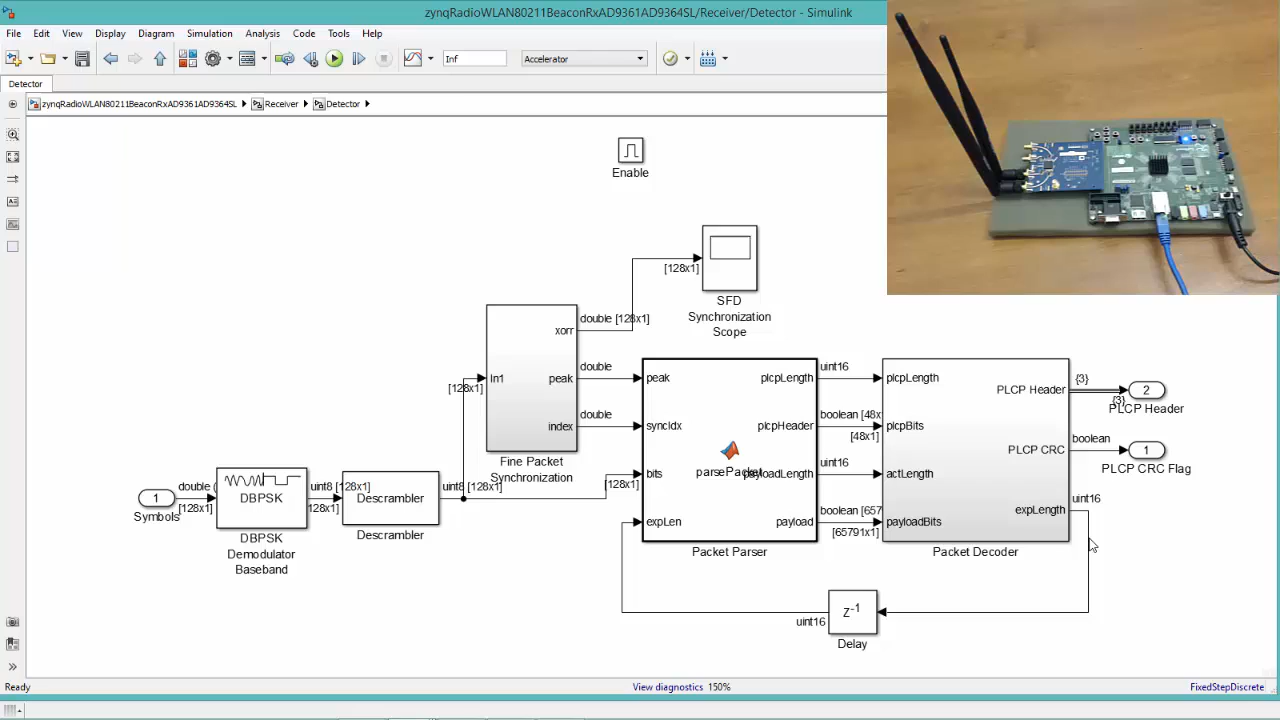 zynqRadioWLAN80211BeaconRxAD9361AD9364SL/Receiver/Detector - Simulink
File Edit View Display Diagram Simulation Analysis Code Tools Help
Inf Accelerator
Detector
zynqRadioWLAN80211BeaconRxAD9361AD9364SL Receiver Detector
Enable
[128x1]
SFD
Synchronization
Scope
double [128x1]
xorr
In1
[128x1]
peak
double
index
double
Fine Packet
Synchronization
1
Symbols
double (
[128x1]
DBPSK
DBPSK
Demodulator
Baseband
uint8 [128x1]
128x1]
Descrambler
Descrambler
uint8 [128x1]
[128x1]
peak
syncIdx
bits
expLen
parsePacket
plcpLength
plcpHeader
payloadLength
payload
Packet Parser
uint16
boolean [48x
[48x1]
uint16
boolean [657
[65791x1]
plcpLength
plcpBits
actLength
payloadBits
PLCP Header
PLCP CRC
expLength
Packet Decoder
{3}
{3}
2
PLCP Header
boolean
1
PLCP CRC Flag
uint16
Z-1
uint16
Delay
Ready
View diagnostics 150%
FixedStepDiscrete